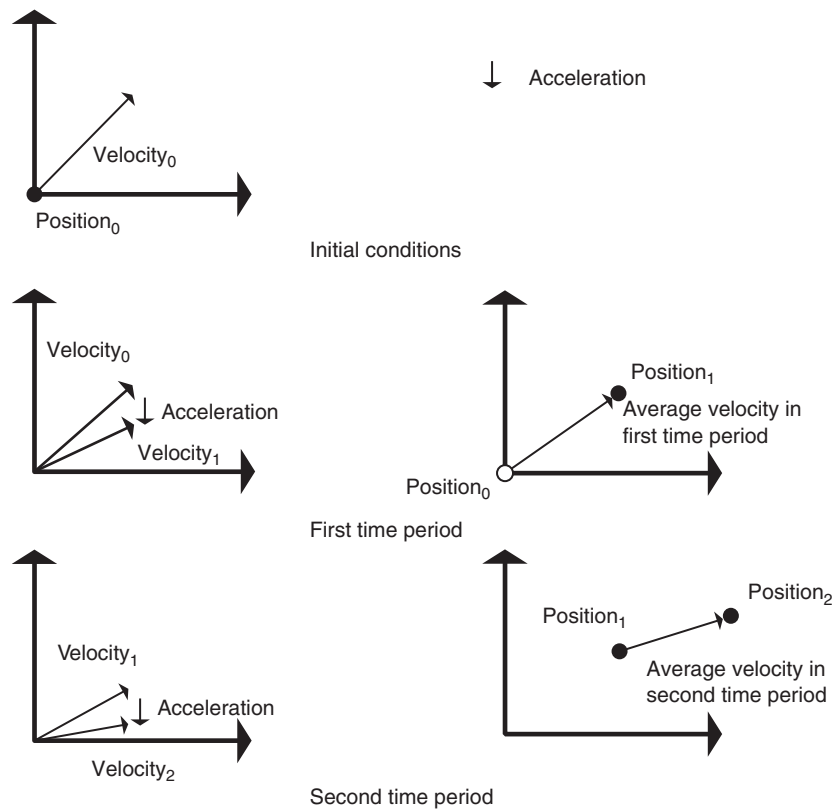 Acceleration
Velocity₀
Position₀
Initial conditions
Velocity₀
Acceleration
Velocity₁
Position₁
Average velocity in
first time period
Position₀
First time period
Velocity₁
Acceleration
Velocity₂
Position₂
Position₁
Average velocity in
second time period
Second time period